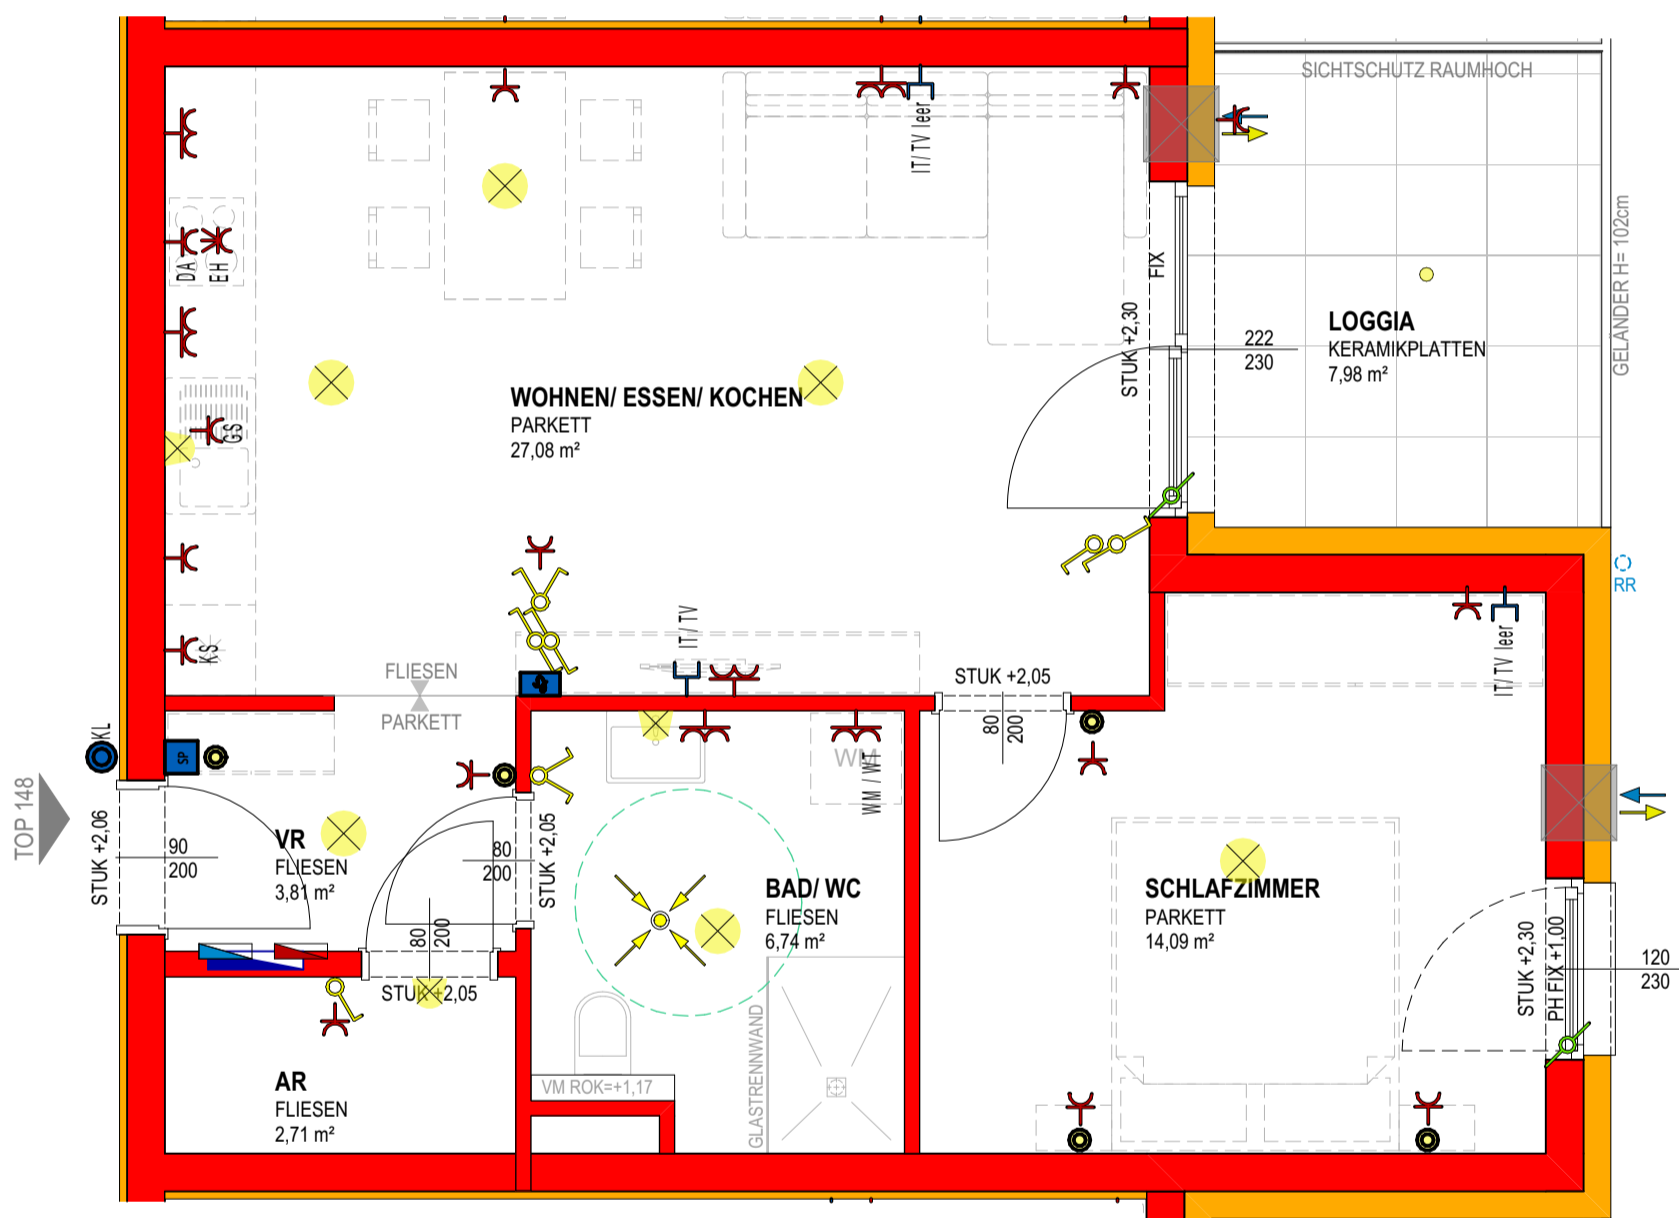 SICHTSCHUTZ RAUMHOCH
IT/ TV leer
DA
EH
GELÄNDER H= 102cm
FIX
STUK +2,30
222
230
LOGGIA
KERAMIKPLATTEN
7,98 m²
WOHNEN/ ESSEN/ KOCHEN
PARKETT
27,08 m²
GS
RR
IT/ TV
IT/ TV leer
KS
FLIESEN
PARKETT
STUK +2,05
80
200
KL
SP
WM
WM / WT
TOP 148
STUK +2,06
90
200
VR
FLIESEN
3,81 m²
80
200
STUK +2,05
80
200
STUK +2,05
BAD/ WC
FLIESEN
6,74 m²
SCHLAFZIMMER
PARKETT
14,09 m²
STUK +2,30
PH FIX +1,00
120
230
AR
FLIESEN
2,71 m²
VM ROK=+1,17
GLASTRENNWAND